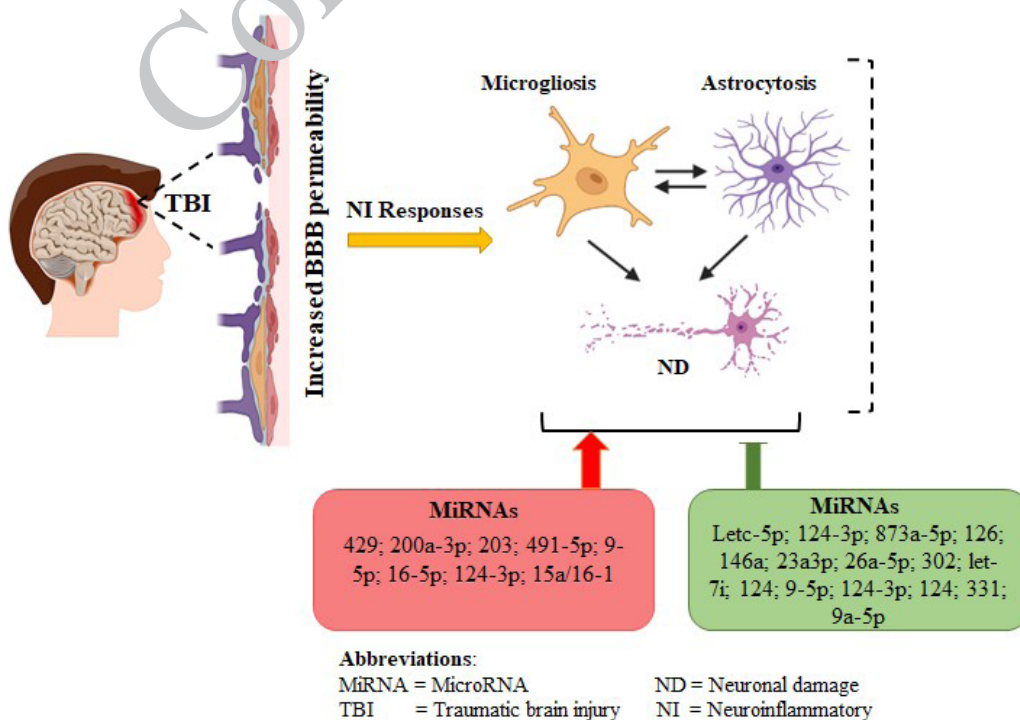 Co
Microgliosis
Astrocytosis
TBI
Increased BBB permeability
NI Responses
ND
MiRNAs
429; 200a-3p; 203; 491-5p; 9-
5p; 16-5p; 124-3p; 15a/16-1
MiRNAs
Letc-5p; 124-3p; 873a-5p; 126;
146a; 23a3p; 26a-5p; 302; let-
7i; 124; 9-5p; 124-3p; 124; 331;
9a-5p
Abbreviations:
MiRNA = MicroRNA
ND = Neuronal damage
TBI = Traumatic brain injury
NI = Neuroinflammatory